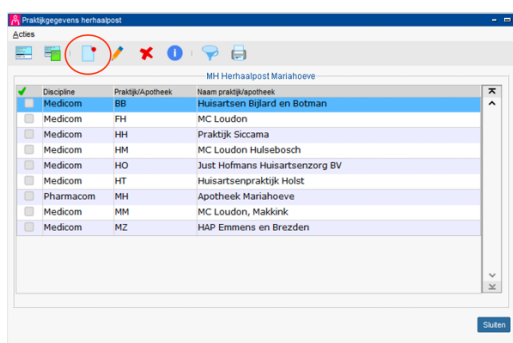 Praktijkgegevens herhaalpost
Acties
MH Herhaalpost Mariahoeve
Discipline Praktijk/Apotheek Naam praktijk/apotheek
Medicom BB Huisartsen Bijlard en Botman
Medicom FH MC Loudon
Medicom HH Praktijk Siccama
Medicom HM MC Loudon Hulsebosch
Medicom HO Just Hofmans Huisartsenzorg BV
Medicom HT Huisartsenpraktijk Holst
Pharmacom MH Apotheek Mariahoeve
Medicom MM MC Loudon, Makkink
Medicom MZ HAP Emmens en Brezden
Sluiten